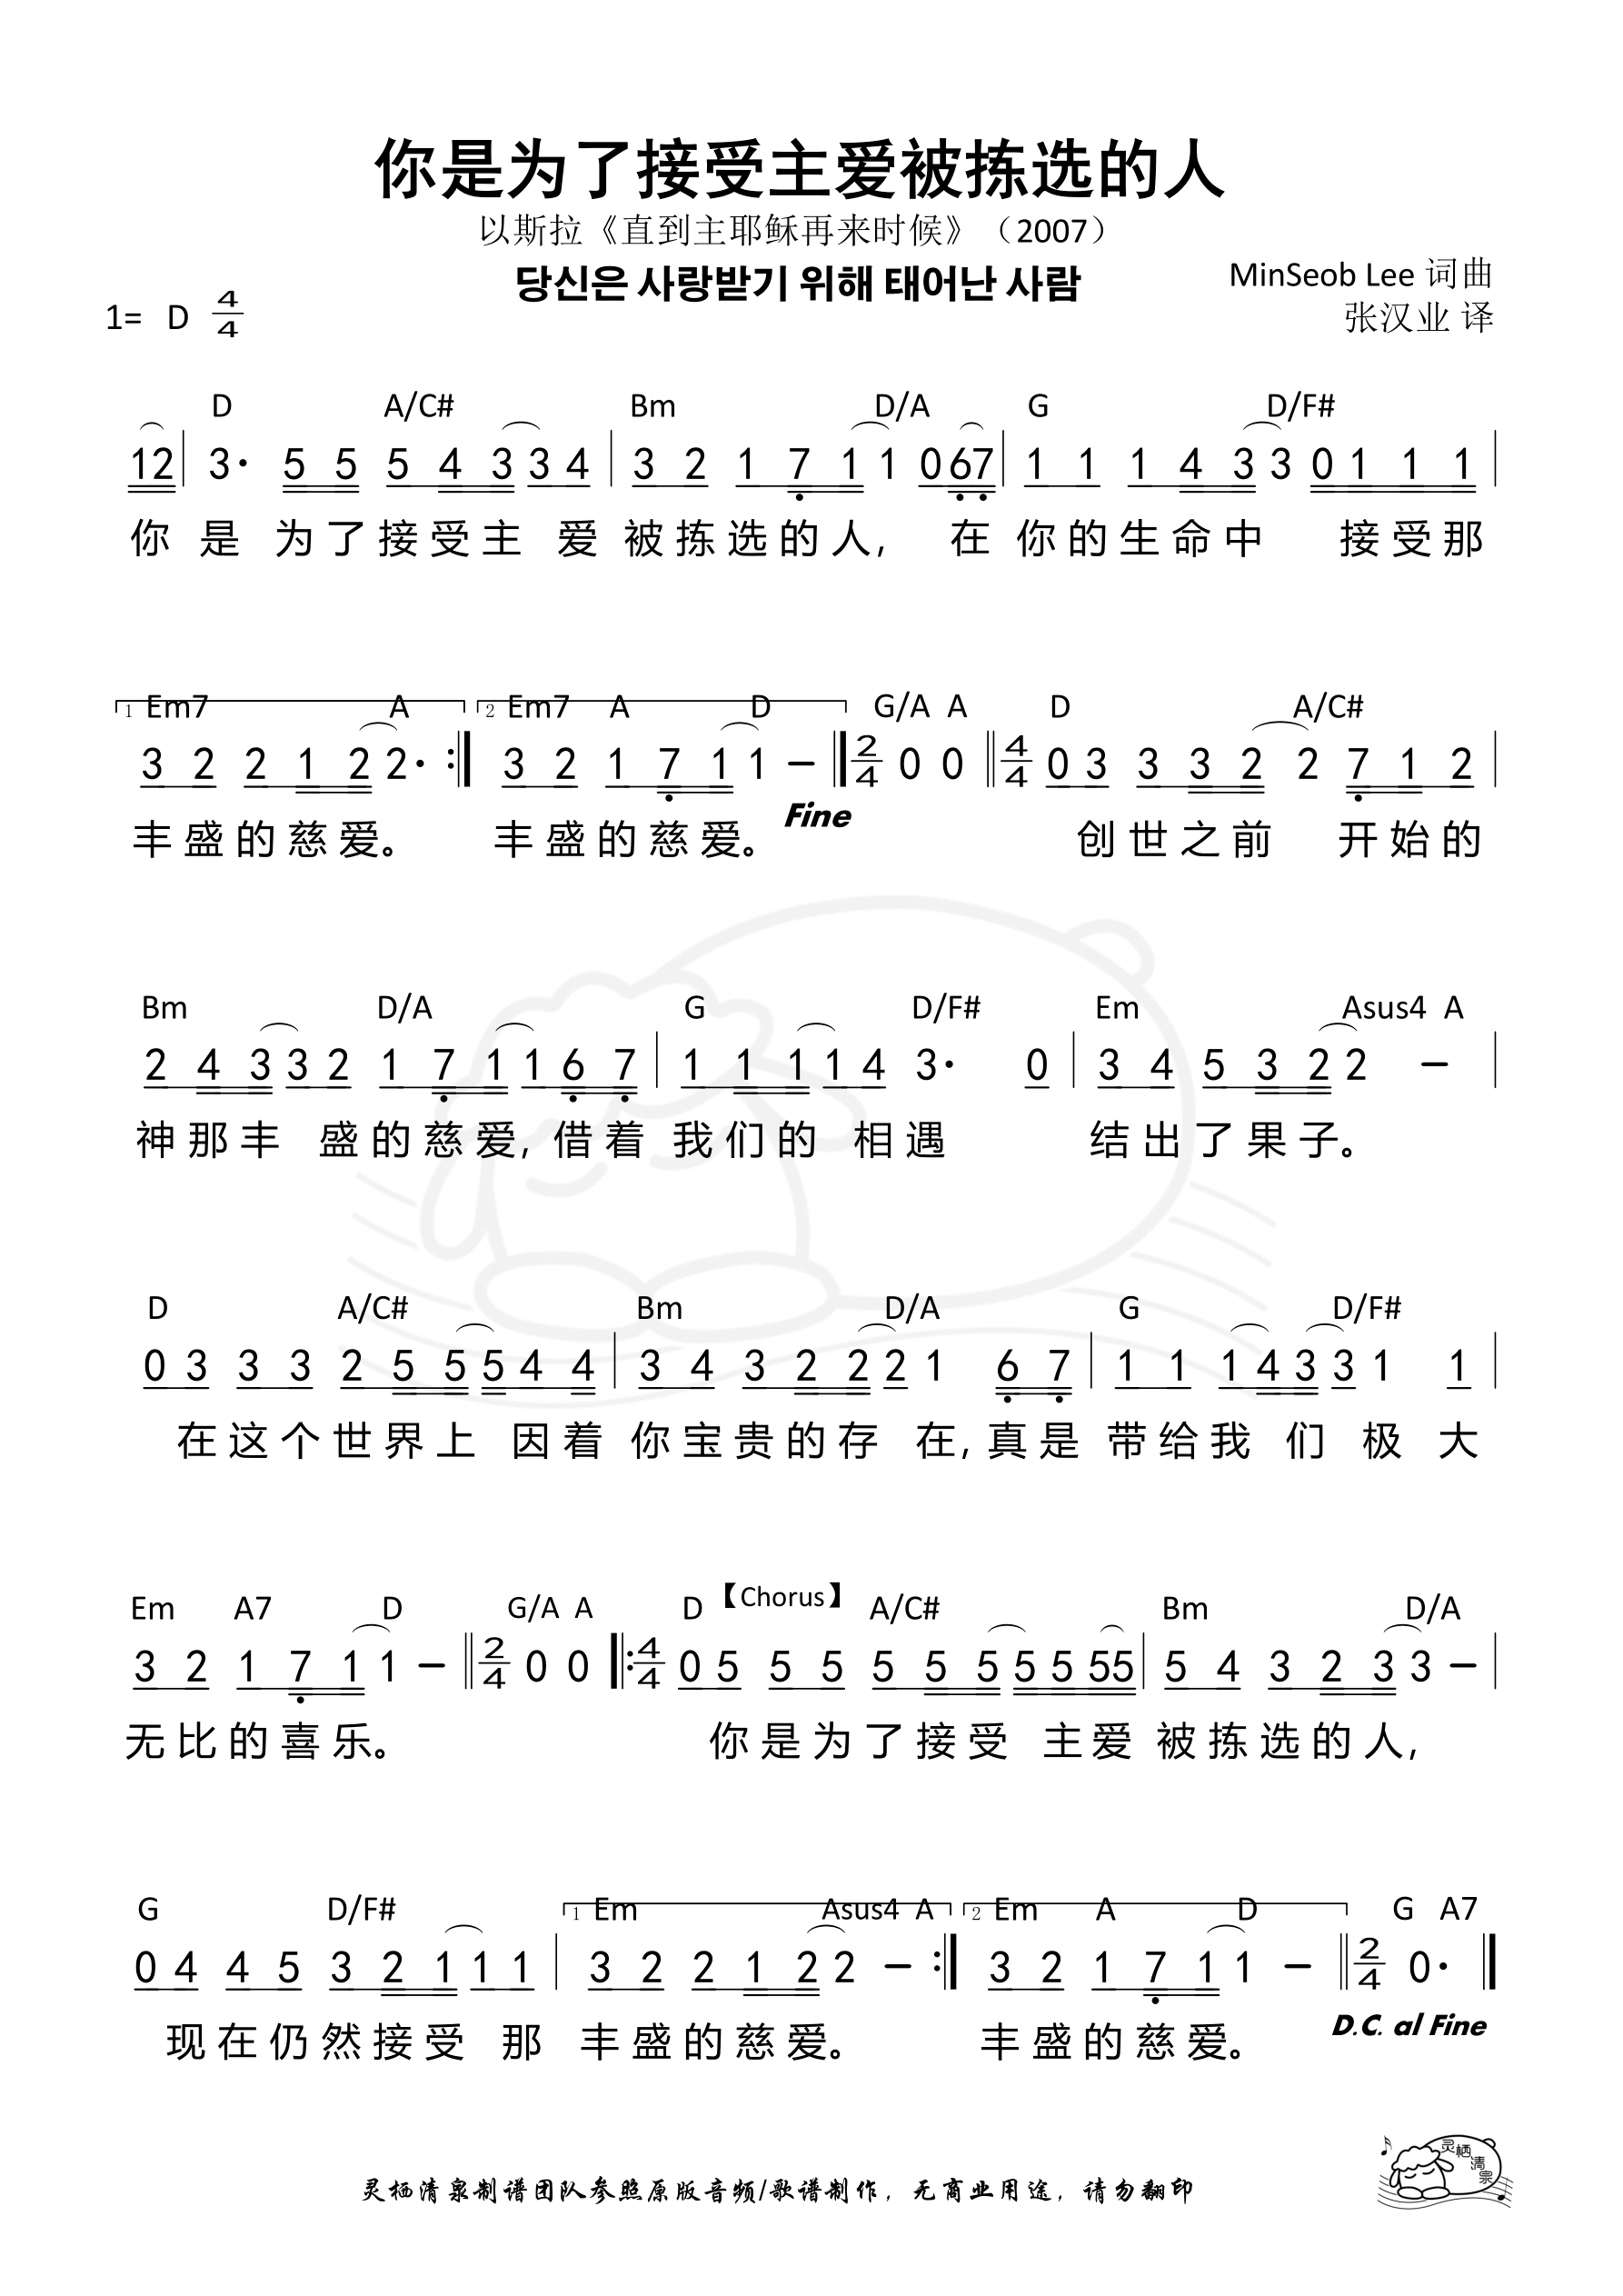 你是为了接受主爱被拣选的人
以斯拉《直到主耶稣再来时候》（2007）
당신은 사랑받기 위해 태어난 사람
MinSeob Lee 词曲
张汉业 译
1= D 4/4
D A/C# Bm D/A G D/F#
12 | 3· 5 5 5 4 3 3 4 | 3 2 1 7 1 1 0 6 7 | 1 1 1 4 3 3 0 1 1 1 |
你 是 为了接受主 爱 被拣选的人, 在 你的生命中 接受那
1 Em7 A 2 Em7 A D G/A A D A/C#
3 2 2 1 2 2· :| 3 2 1 7 1 1 – | 2/4 0 0 || 4/4 0 3 3 3 2 2 7 1 2 |
Fine
丰盛的慈爱。 丰盛的慈爱。 创世之前 开始的
Bm D/A G D/F# Em Asus4 A
2 4 3 3 2 1 7 1 1 6 7 | 1 1 1 1 4 3· 0 | 3 4 5 3 2 2 – |
神那丰 盛的慈爱, 借着 我们的 相遇 结出了果子。
D A/C# Bm D/A G D/F#
0 3 3 3 2 5 5 5 4 4 | 3 4 3 2 2 2 1 6 7 | 1 1 1 4 3 3 1 1 |
在这个世界上 因着 你宝贵的存 在, 真是 带给我 们 极 大
Em A7 D G/A A D 【Chorus】 A/C# Bm D/A
3 2 1 7 1 1 – || 2/4 0 0 |: 4/4 0 5 5 5 5 5 5 5 5 5 5 | 5 4 3 2 3 3 – |
无比的喜乐。 你是为了接受 主爱 被拣选的人,
G D/F# 1 Em Asus4 A 2 Em A D G A7
0 4 4 5 3 2 1 1 1 | 3 2 2 1 2 2 – :| 3 2 1 7 1 1 – || 2/4 0· |
D.C. al Fine
现在仍然接受 那 丰盛的慈爱。 丰盛的慈爱。
灵栖清泉
灵栖清泉制谱团队参照原版音频/歌谱制作，无商业用途，请勿翻印